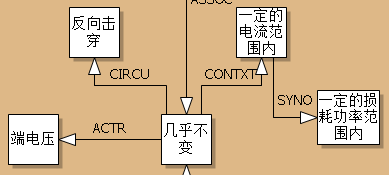 ASSOC
反向击
穿
一定的
电流范
围内
CIRCU
CONTXT
SYNO
一定的损
耗功率范
围内
端电压
ACTR
几乎不
变